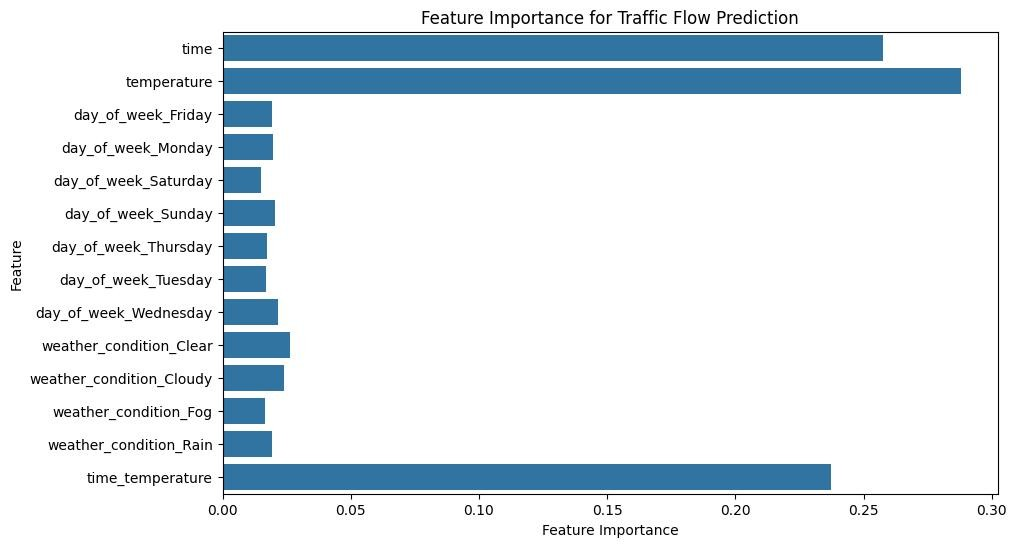 Feature Importance for Traffic Flow Prediction
time
temperature
day_of_week_Friday
day_of_week_Monday
day_of_week_Saturday
day_of_week_Sunday
day_of_week_Thursday
day_of_week_Tuesday
day_of_week_Wednesday
weather_condition_Clear
weather_condition_Cloudy
weather_condition_Fog
weather_condition_Rain
time_temperature
Feature
0.00 0.05 0.10 0.15 0.20 0.25 0.30
Feature Importance